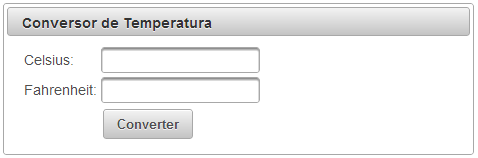 Conversor de Temperatura
Celsius:
Fahrenheit:
Converter